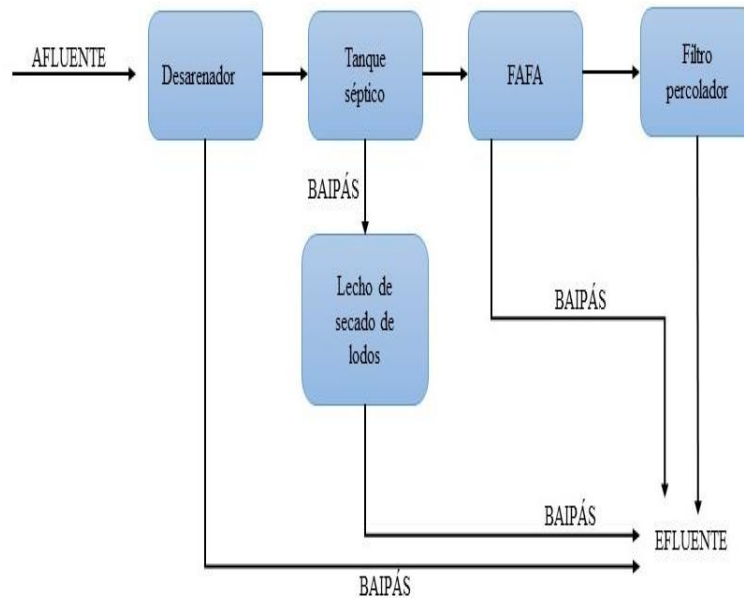 AFLUENTE
Desarenador
Tanque
séptico
FAFA
Filtro
percolador
BAIPÁS
Lecho de
secado de
lodos
BAIPÁS
BAIPÁS
EFLUENTE
BAIPÁS